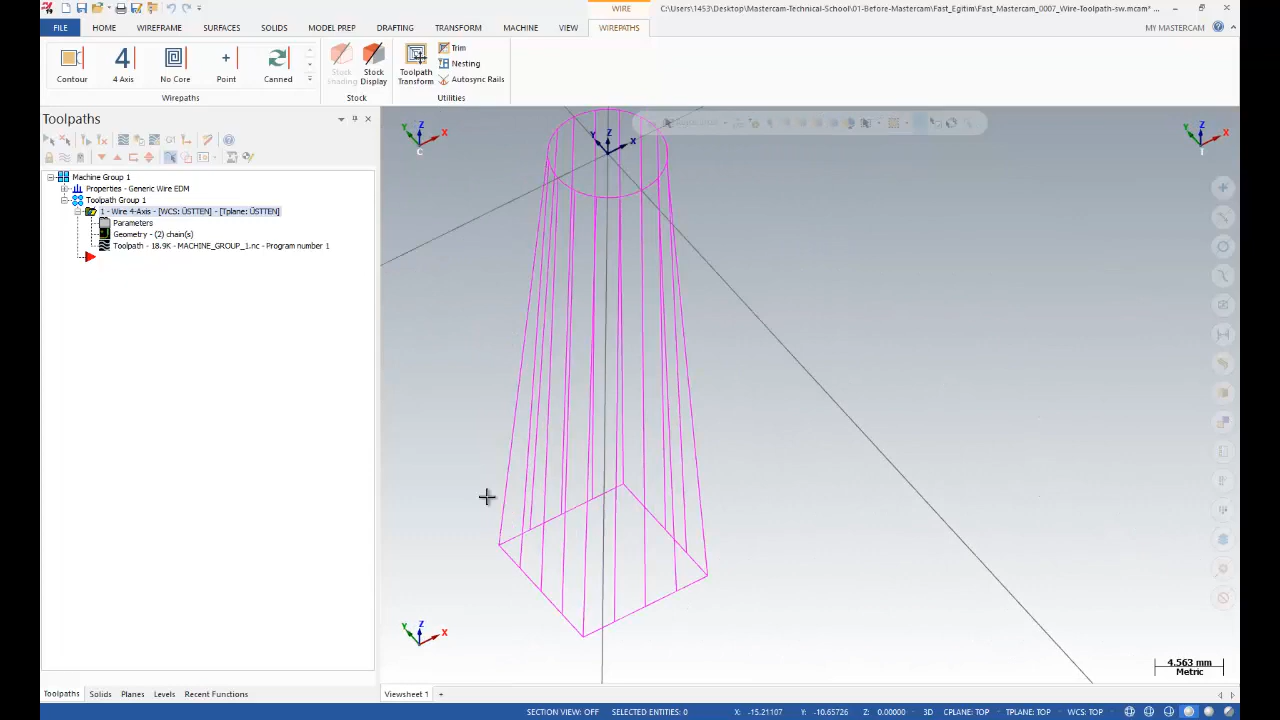 WIRE
C:\Users\1453\Desktop\Mastercam-Technical-School\01-Before-Mastercam\Fast_Egitim\Fast_Mastercam_0007_Wire-Toolpath-sw.mcam* ...
FILE HOME WIREFRAME SURFACES SOLIDS MODEL PREP DRAFTING TRANSFORM MACHINE VIEW WIREPATHS MY MASTERCAM
Contour 4 Axis No Core Point Canned Stock Shading Stock Display Toolpath Transform Trim Nesting Autosync Rails
Wirepaths Stock Utilities
Toolpaths
Machine Group 1
Properties - Generic Wire EDM
Toolpath Group 1
1 - Wire 4-Axis - [WCS: ÜSTTEN] - [Tplane: ÜSTTEN]
Parameters
Geometry - (2) chain(s)
Toolpath - 18.9K - MACHINE_GROUP_1.nc - Program number 1
Y Z X C
Y Z X
Y Z X T
Y Z X
4.563 mm
Metric
Toolpaths Solids Planes Levels Recent Functions Viewsheet 1 +
SECTION VIEW: OFF SELECTED ENTITIES: 0 X: -15.21107 Y: -10.65726 Z: 0.00000 3D CPLANE: TOP TPLANE: TOP WCS: TOP